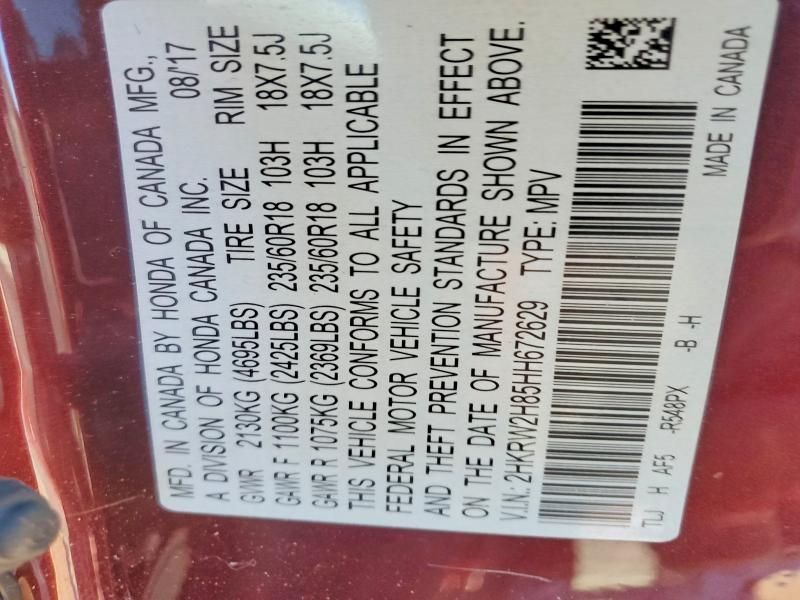 MFD. IN CANADA BY HONDA OF CANADA MFG.,
A DIVISION OF HONDA CANADA INC. 08/'17
GWR 2130KG (4695LBS) TIRE SIZE RIM SIZE
GAWR F 1100KG (2425LBS) 235/60R18 103H 18X7.5J
GAWR R 1075KG (2369LBS) 235/60R18 103H 18X7.5J
THIS VEHICLE CONFORMS TO ALL APPLICABLE
FEDERAL MOTOR VEHICLE SAFETY
AND THEFT PREVENTION STANDARDS IN EFFECT
ON THE DATE OF MANUFACTURE SHOWN ABOVE.
V.I.N.: 2HKRW2H85HH672629 TYPE: MPV
TLJ H AF5 -R548PX -B -H
MADE IN CANADA